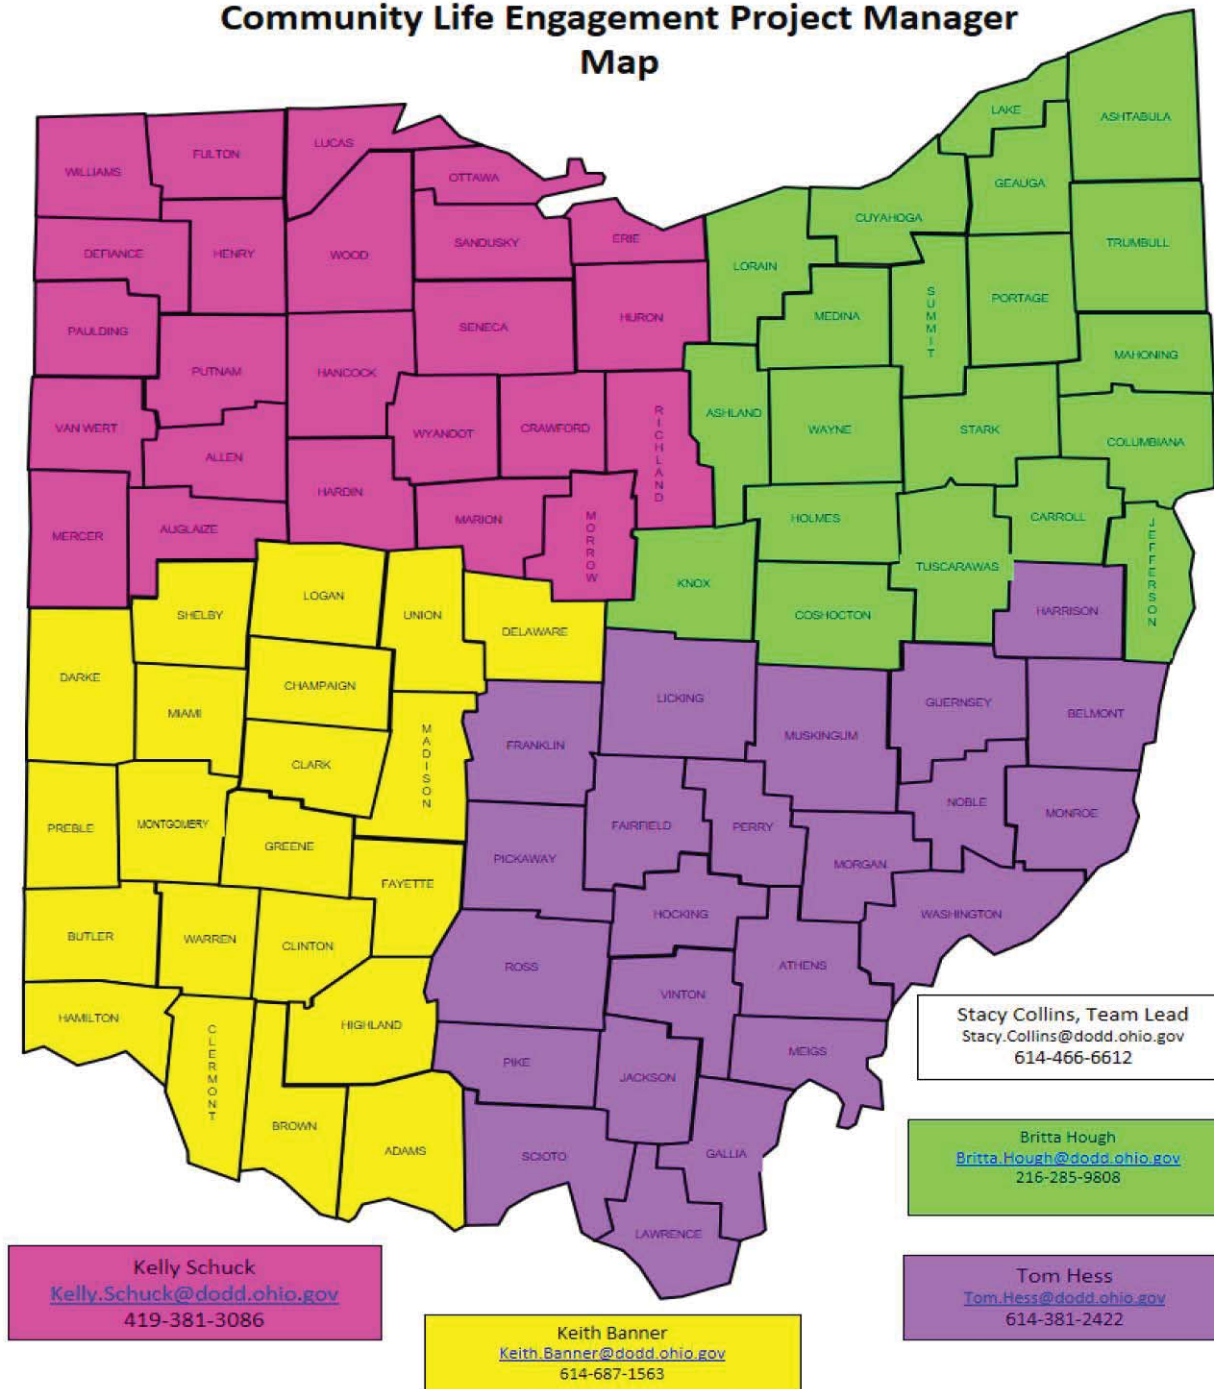 Community Life Engagement Project Manager
Map
LAKE
ASHTABULA
LUCAS
FULTON
WILLIAMS
OTTAWA
GEAUGA
CUYAHOGA
ERIE
SANDUSKY
TRUMBULL
DEFIANCE
HENRY
WOOD
LORAIN
SUMMIT
PORTAGE
MEDINA
HURON
SENECA
PAULDING
MAHONING
PUTNAM
HANCOCK
RICHLAND
ASHLAND
VAN WERT
WYANDOT
CRAWFORD
WAYNE
STARK
COLUMBIANA
ALLEN
HARDIN
MARION
MORROW
HOLMES
CARROLL
JEFFERSON
MERCER
AUGLAIZE
TUSCARAWAS
KNOX
LOGAN
SHELBY
UNION
COSHOCTON
HARRISON
DELAWARE
DARKE
CHAMPAIGN
LICKING
GUERNSEY
BELMONT
MIAMI
MADISON
MUSKINGUM
FRANKLIN
CLARK
NOBLE
MONROE
PREBLE
MONTGOMERY
FAIRFIELD
PERRY
GREENE
PICKAWAY
MORGAN
FAYETTE
HOCKING
WASHINGTON
BUTLER
WARREN
CLINTON
ROSS
ATHENS
VINTON
HAMILTON
HIGHLAND
CLERMONT
MEIGS
PIKE
JACKSON
BROWN
ADAMS
SCIOTO
GALLIA
LAWRENCE
Stacy Collins, Team Lead
Stacy.Collins@dodd.ohio.gov
614-466-6612
Britta Hough
Britta.Hough@dodd.ohio.gov
216-285-9808
Kelly Schuck
Kelly.Schuck@dodd.ohio.gov
419-381-3086
Tom Hess
Tom.Hess@dodd.ohio.gov
614-381-2422
Keith Banner
Keith.Banner@dodd.ohio.gov
614-687-1563